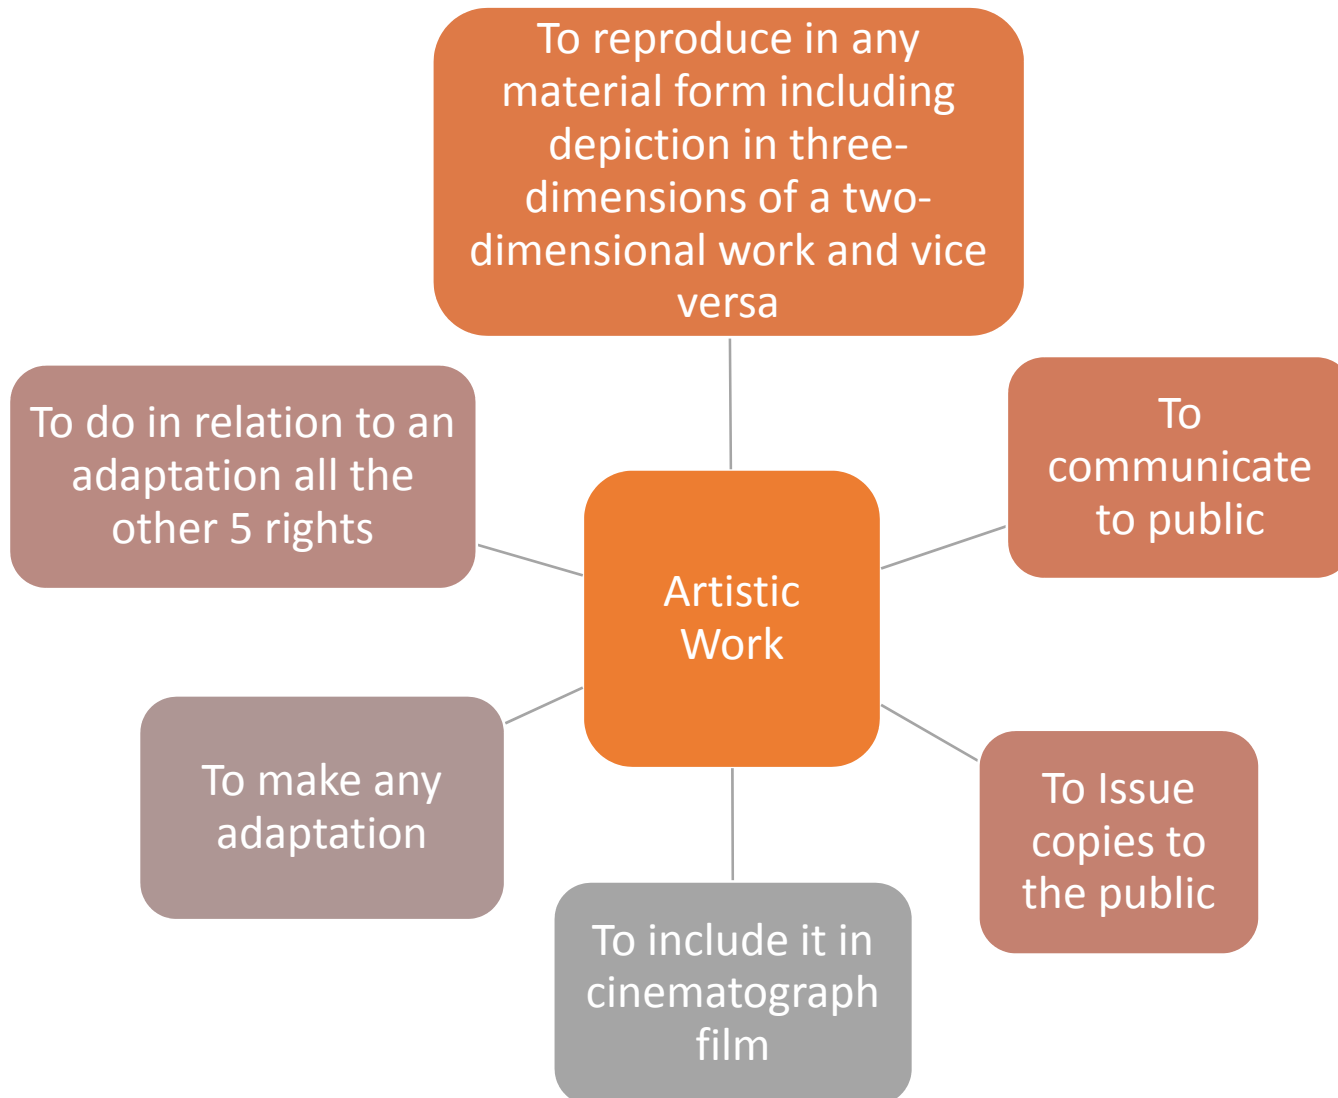 To reproduce in any
material form including
depiction in three-
dimensions of a two-
dimensional work and vice
versa
To
communicate
to public
To Issue
copies to
the public
To include it in
cinematograph
film
To make any
adaptation
To do in relation to an
adaptation all the
other 5 rights
Artistic
Work